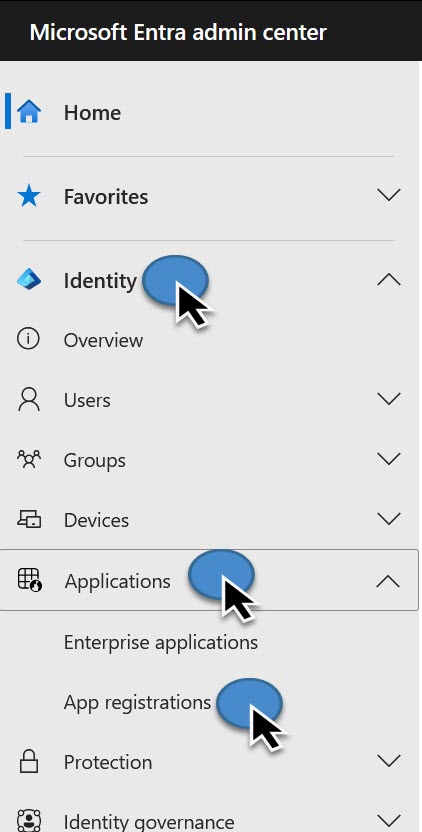 Microsoft Entra admin center
Home
Favorites
Identity
Overview
Users
Groups
Devices
Applications
Enterprise applications
App registrations
Protection
Identity governance